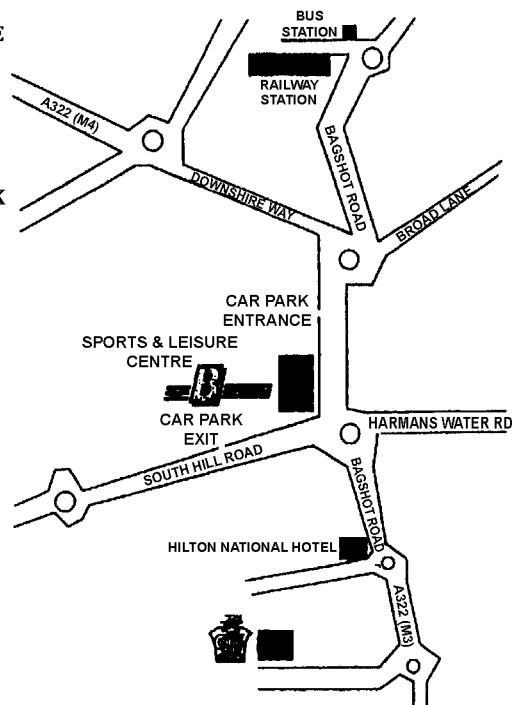 E
BUS
STATION
RAILWAY
STATION
A322 (M4)
BAGSHOT ROAD
K
DOWNSHIRE WAY
BROAD LANE
CAR PARK
ENTRANCE
SPORTS & LEISURE
CENTRE
B
CAR PARK
EXIT
HARMANS WATER RD
SOUTH HILL ROAD
BAGSHOT ROAD
HILTON NATIONAL HOTEL
A322 (M3)